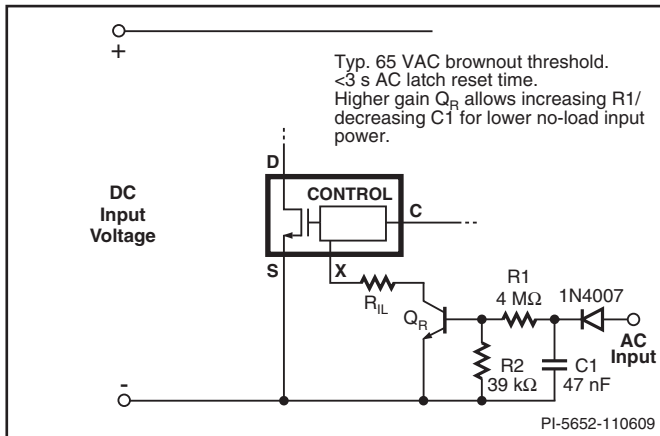 +
Typ. 65 VAC brownout threshold.
<3 s AC latch reset time.
Higher gain QR allows increasing R1/
decreasing C1 for lower no-load input
power.
D
CONTROL
C
DC
Input
Voltage
S
X
RIL
QR
R1
4 MΩ
1N4007
AC
Input
R2
39 kΩ
C1
47 nF
-
PI-5652-110609